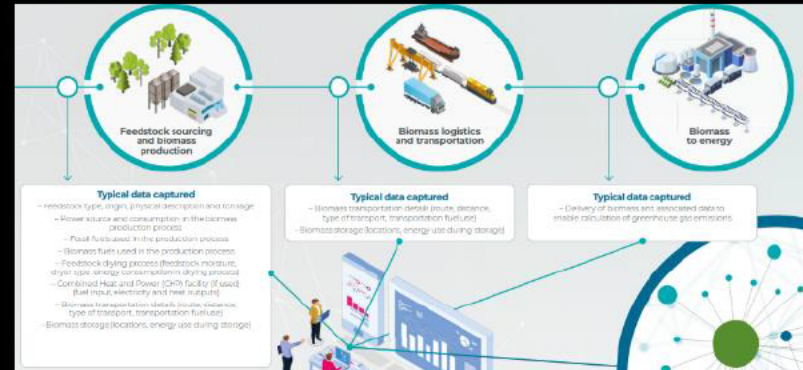 Feedstock sourcing
and biomass
production
Biomass logistics
and transportation
Biomass
to energy
Typical data captured
– Feedstock type, origin, physical description and tonnage
– Power source and consumption in the biomass
production process
– Fossil fuels used in the production process
– Biomass fuels used in the production process
– Feedstock drying process (feedstock moisture,
dryer type, energy consumption in drying process)
– Combined Heat and Power (CHP) facility (if used)
(fuel input, electricity and heat outputs)
– Biomass transportation details (route, distance,
type of transport, transportation fuel use)
– Biomass storage (locations, energy use during storage)
Typical data captured
– Biomass transportation details (route, distance,
type of transport, transportation fuel use)
– Biomass storage (locations, energy use during storage)
Typical data captured
– Delivery of biomass and associated data to
enable calculation of greenhouse gas emissions